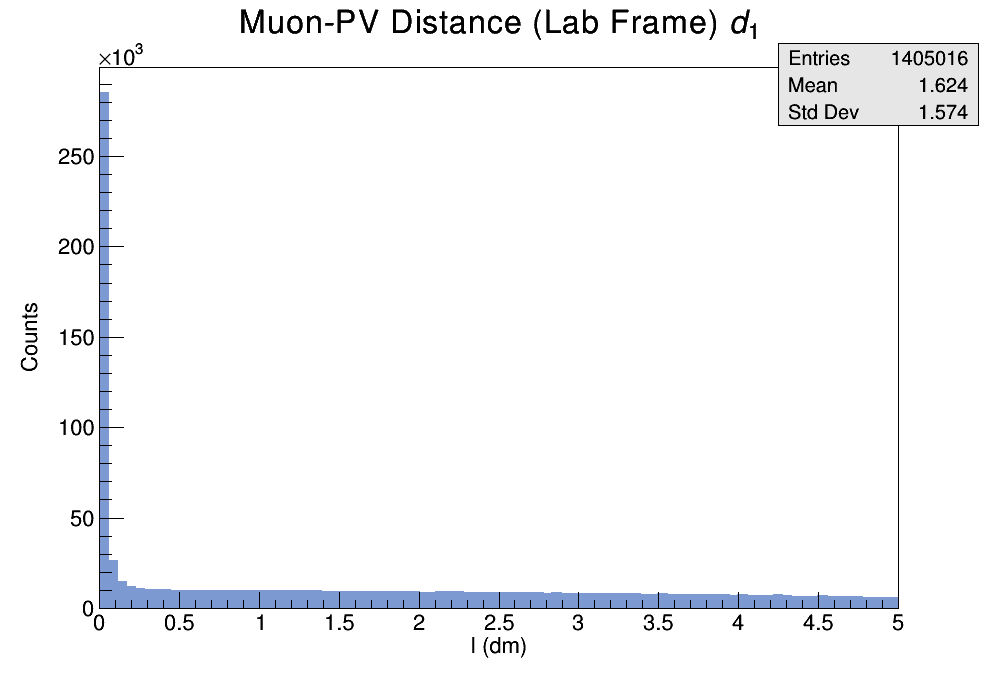 Muon-PV Distance (Lab Frame) d₁
×10³
Entries 1405016
Mean 1.624
Std Dev 1.574
250
200
150
100
50
0
Counts
0 0.5 1 1.5 2 2.5 3 3.5 4 4.5 5
l (dm)